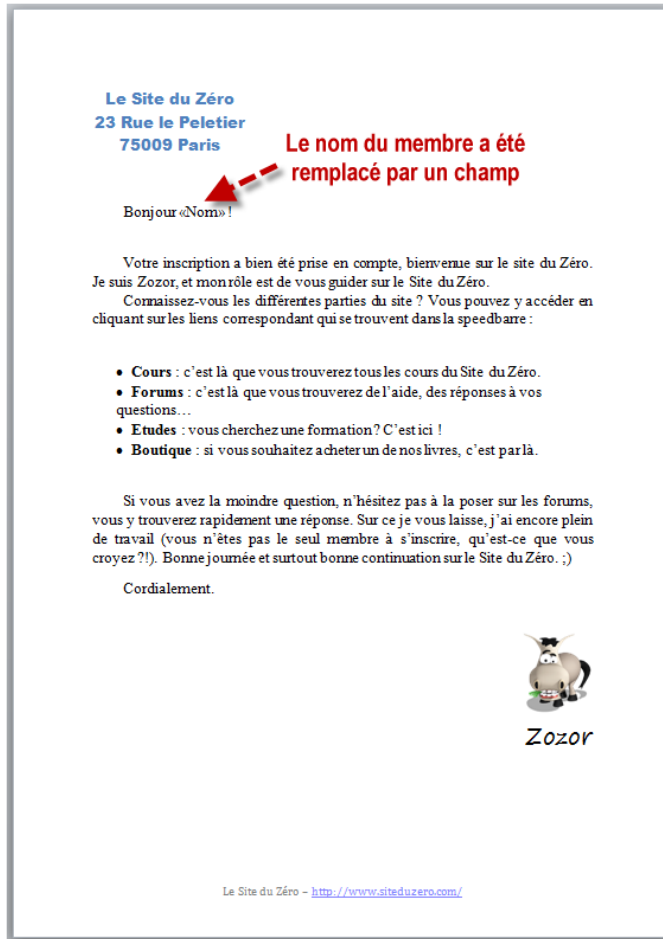 Le Site du Zéro
23 Rue le Peletier
75009 Paris
Le nom du membre a été
remplacé par un champ
Bonjour «Nom» !
Votre inscription a bien été prise en compte, bienvenue sur le site du Zéro.
Je suis Zozor, et mon rôle est de vous guider sur le Site du Zéro.
Connaissez-vous les différentes parties du site ? Vous pouvez y accéder en
cliquant sur les liens correspondant qui se trouvent dans la speedbarre :
• Cours : c’est là que vous trouverez tous les cours du Site du Zéro.
• Forums : c’est là que vous trouverez de l’aide, des réponses à vos
questions…
• Etudes : vous cherchez une formation ? C’est ici !
• Boutique : si vous souhaitez acheter un de nos livres, c’est par là.
Si vous avez la moindre question, n’hésitez pas à la poser sur les forums,
vous y trouverez rapidement une réponse. Sur ce je vous laisse, j’ai encore plein
de travail (vous n’êtes pas le seul membre à s’inscrire, qu’est-ce que vous
croyez ?!). Bonne journée et surtout bonne continuation sur le Site du Zéro. ;)
Cordialement.
Zozor
Le Site du Zéro – http://www.siteduzero.com/